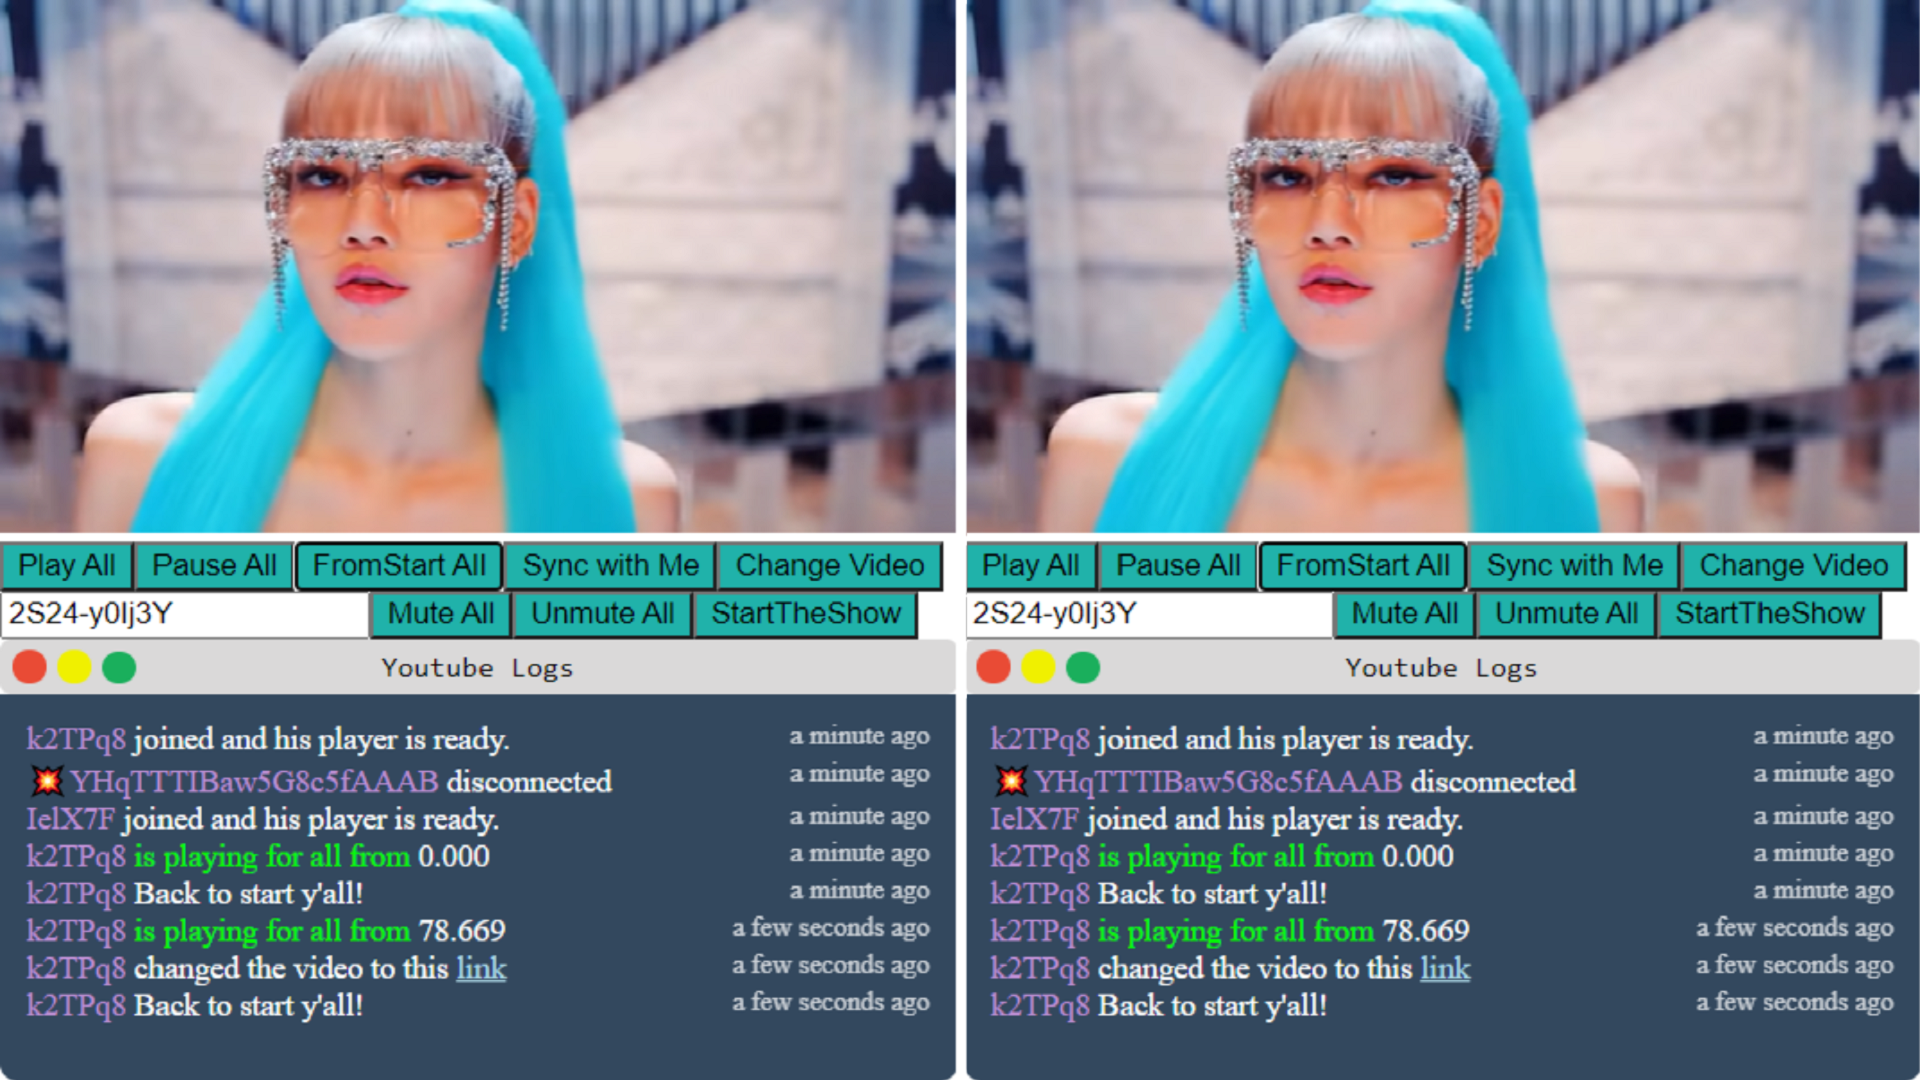 Play All Pause All FromStart All Sync with Me Change Video
2S24-y0Ij3Y Mute All Unmute All StartTheShow
Youtube Logs
k2TPq8 joined and his player is ready. a minute ago
YHqTTTIBaw5G8c5fAAAB disconnected a minute ago
IelX7F joined and his player is ready. a minute ago
k2TPq8 is playing for all from 0.000 a minute ago
k2TPq8 Back to start y'all! a minute ago
k2TPq8 is playing for all from 78.669 a few seconds ago
k2TPq8 changed the video to this link a few seconds ago
k2TPq8 Back to start y'all! a few seconds ago
Play All Pause All FromStart All Sync with Me Change Video
2S24-y0Ij3Y Mute All Unmute All StartTheShow
Youtube Logs
k2TPq8 joined and his player is ready. a minute ago
YHqTTTIBaw5G8c5fAAAB disconnected a minute ago
IelX7F joined and his player is ready. a minute ago
k2TPq8 is playing for all from 0.000 a minute ago
k2TPq8 Back to start y'all! a minute ago
k2TPq8 is playing for all from 78.669 a few seconds ago
k2TPq8 changed the video to this link a few seconds ago
k2TPq8 Back to start y'all! a few seconds ago